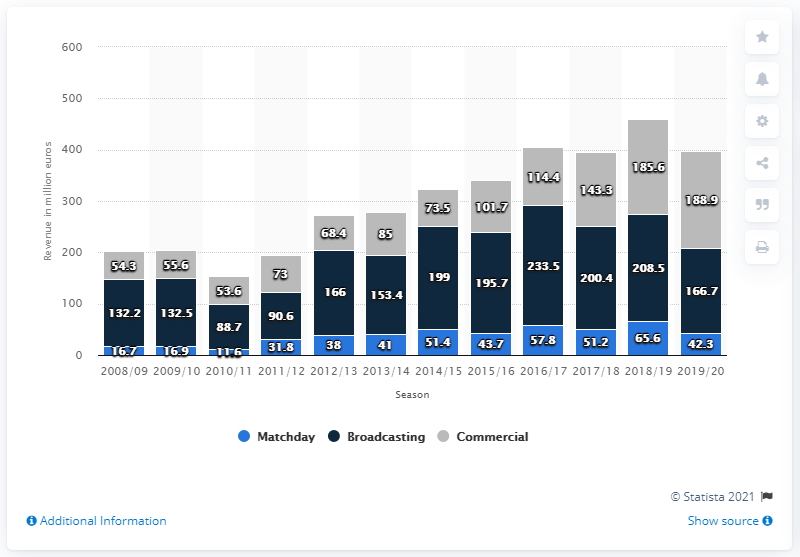 600
500
400
300
200
100
0
Revenue in million euros
54.3 55.6 53.6 73 68.4 85 73.5 101.7 114.4 143.3 185.6 188.9
132.2 132.5 88.7 90.6 166 153.4 199 195.7 233.5 200.4 208.5 166.7
16.7 16.9 11.6 31.8 38 41 51.4 43.7 57.8 51.2 65.6 42.3
2008/09 2009/10 2010/11 2011/12 2012/13 2013/14 2014/15 2015/16 2016/17 2017/18 2018/19 2019/20
Season
Matchday Broadcasting Commercial
© Statista 2021
Additional Information
Show source